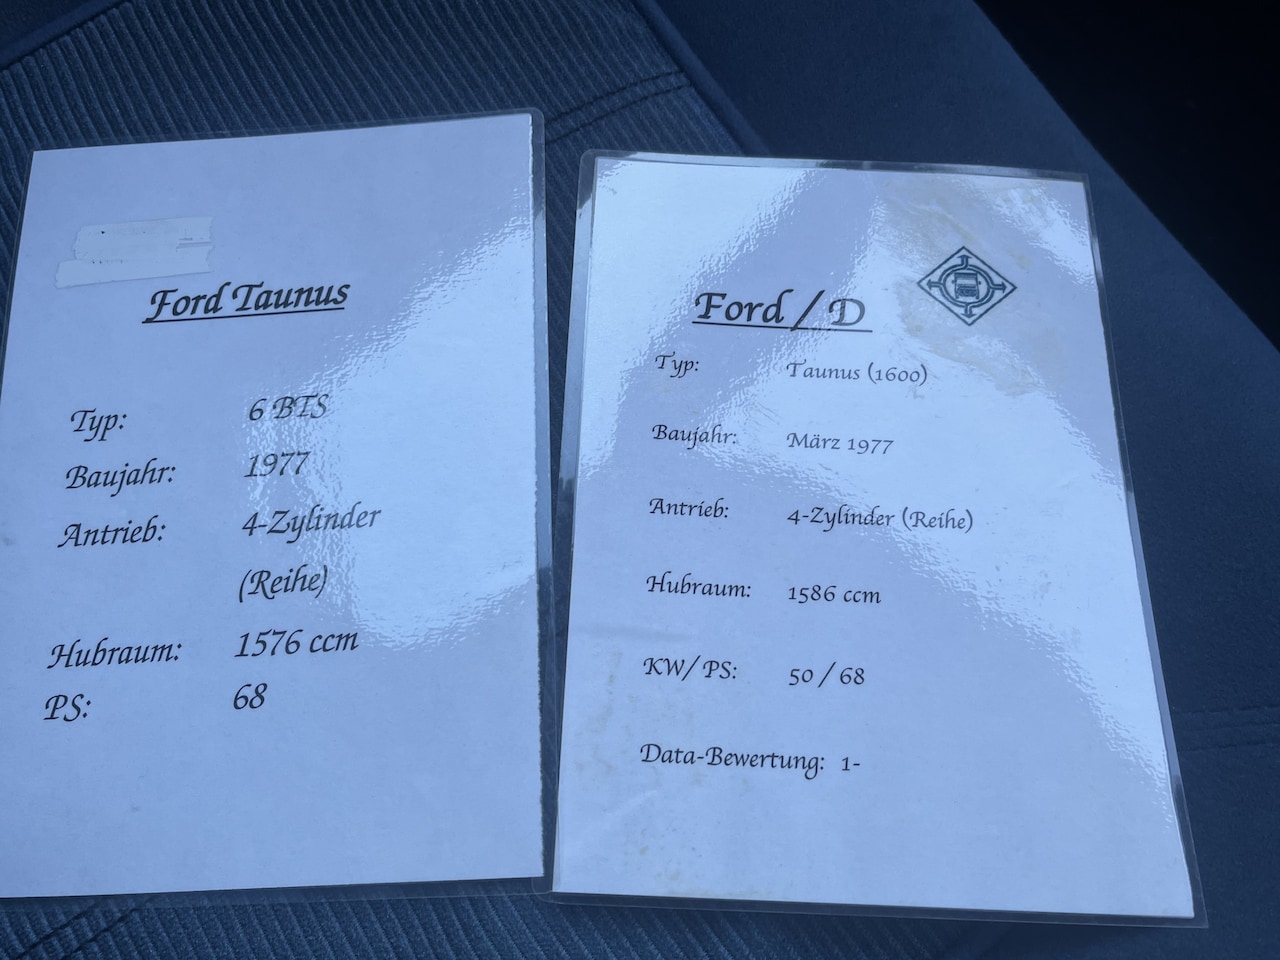 Ford Taunus
Typ: 6 BTS
Baujahr: 1977
Antrieb: 4-Zylinder
(Reihe)
Hubraum: 1576 ccm
PS: 68
Ford / D
Typ: Taunus (1600)
Baujahr: März 1977
Antrieb: 4-Zylinder (Reihe)
Hubraum: 1586 ccm
KW/ PS: 50 / 68
Data-Bewertung: 1-